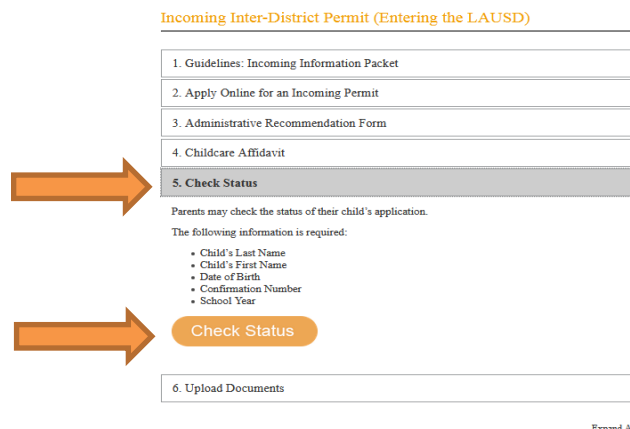 Incoming Inter-District Permit (Entering the LAUSD)
1. Guidelines: Incoming Information Packet
2. Apply Online for an Incoming Permit
3. Administrative Recommendation Form
4. Childcare Affidavit
5. Check Status
Parents may check the status of their child's application.
The following information is required:
• Child's Last Name
• Child's First Name
• Date of Birth
• Confirmation Number
• School Year
Check Status
6. Upload Documents
Expand A